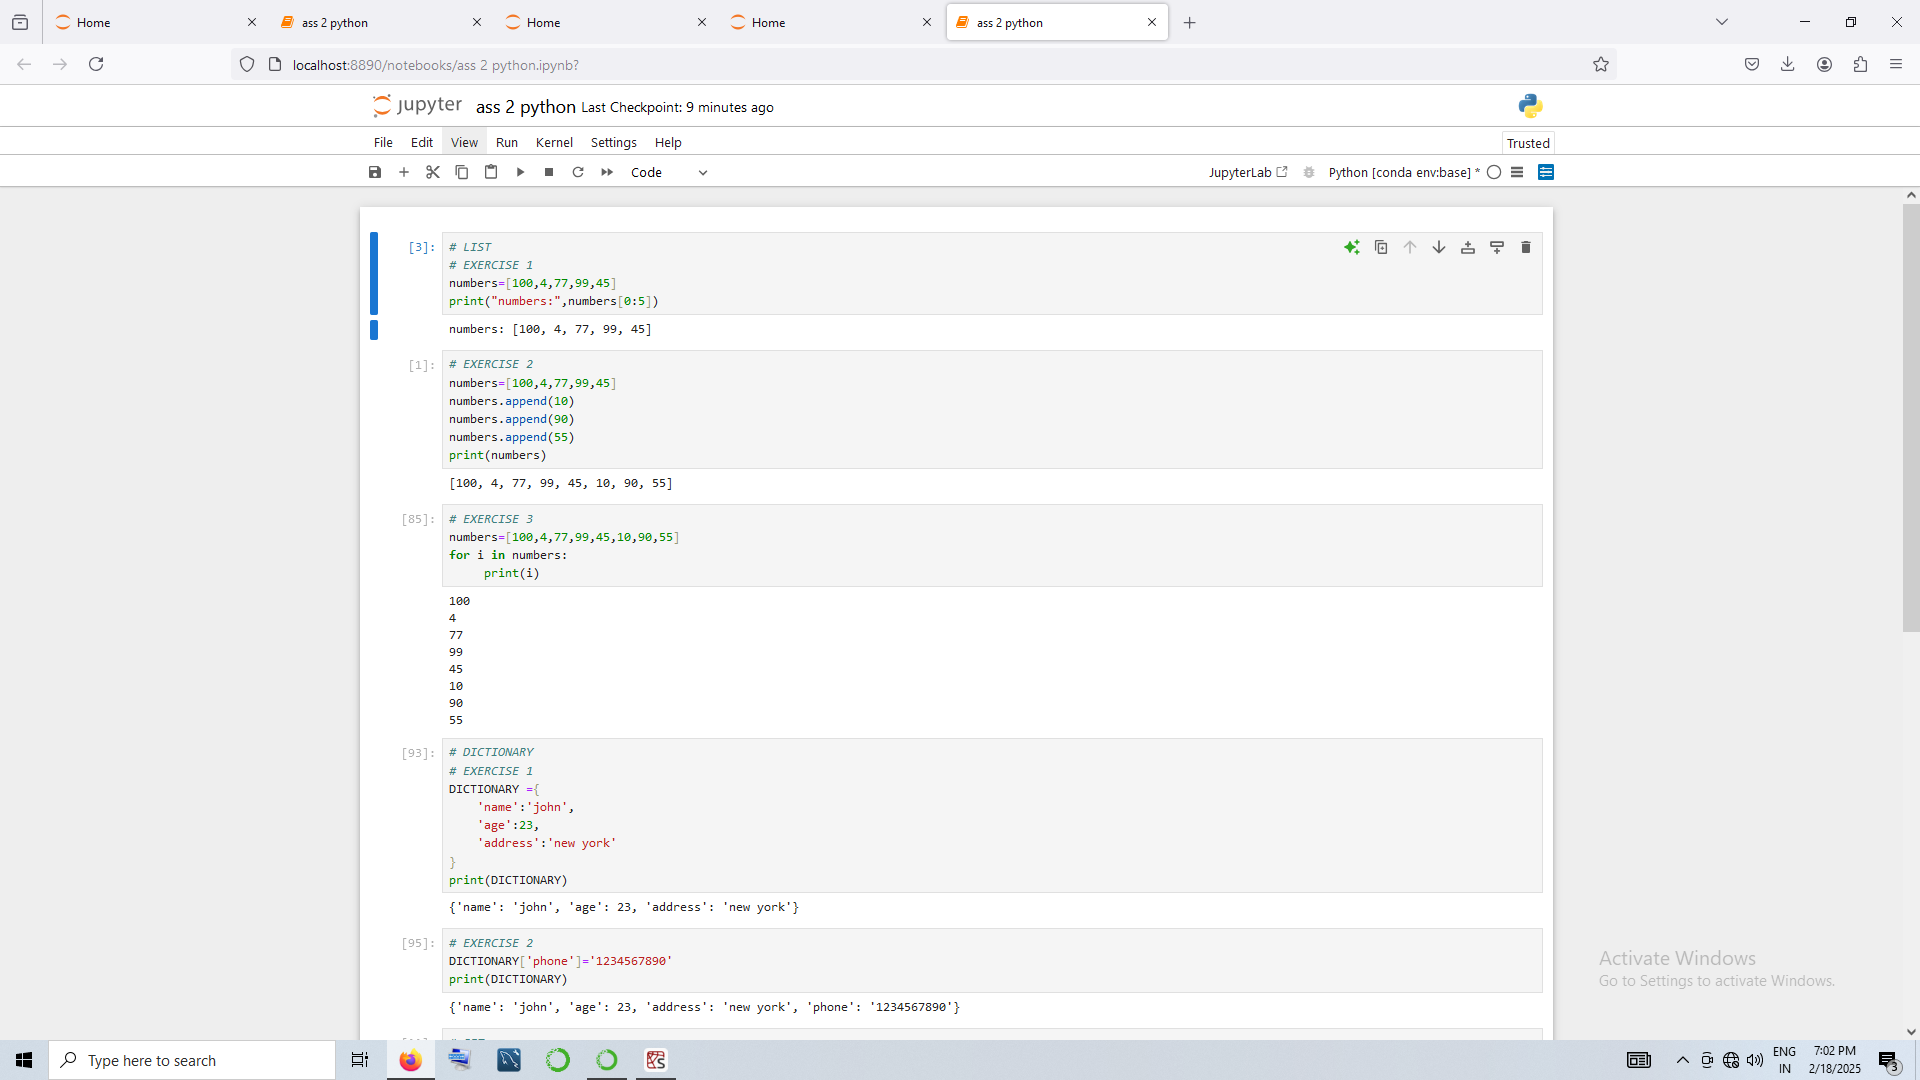 Home
ass 2 python
Home
Home
ass 2 python
localhost:8890/notebooks/ass 2 python.ipynb?
jupyter ass 2 python Last Checkpoint: 9 minutes ago
File Edit View Run Kernel Settings Help
Trusted
Code
JupyterLab
Python [conda env:base] *
[3]:
# LIST
# EXERCISE 1
numbers=[100,4,77,99,45]
print("numbers:",numbers[0:5])
numbers: [100, 4, 77, 99, 45]
[1]:
# EXERCISE 2
numbers=[100,4,77,99,45]
numbers.append(10)
numbers.append(90)
numbers.append(55)
print(numbers)
[100, 4, 77, 99, 45, 10, 90, 55]
[85]:
# EXERCISE 3
numbers=[100,4,77,99,45,10,90,55]
for i in numbers:
     print(i)
100
4
77
99
45
10
90
55
[93]:
# DICTIONARY
# EXERCISE 1
DICTIONARY ={
    'name':'john',
    'age':23,
    'address':'new york'
}
print(DICTIONARY)
{'name': 'john', 'age': 23, 'address': 'new york'}
[95]:
# EXERCISE 2
DICTIONARY['phone']='1234567890'
print(DICTIONARY)
{'name': 'john', 'age': 23, 'address': 'new york', 'phone': '1234567890'}
Activate Windows
Go to Settings to activate Windows.
Type here to search
ENG
IN
7:02 PM
2/18/2025
3